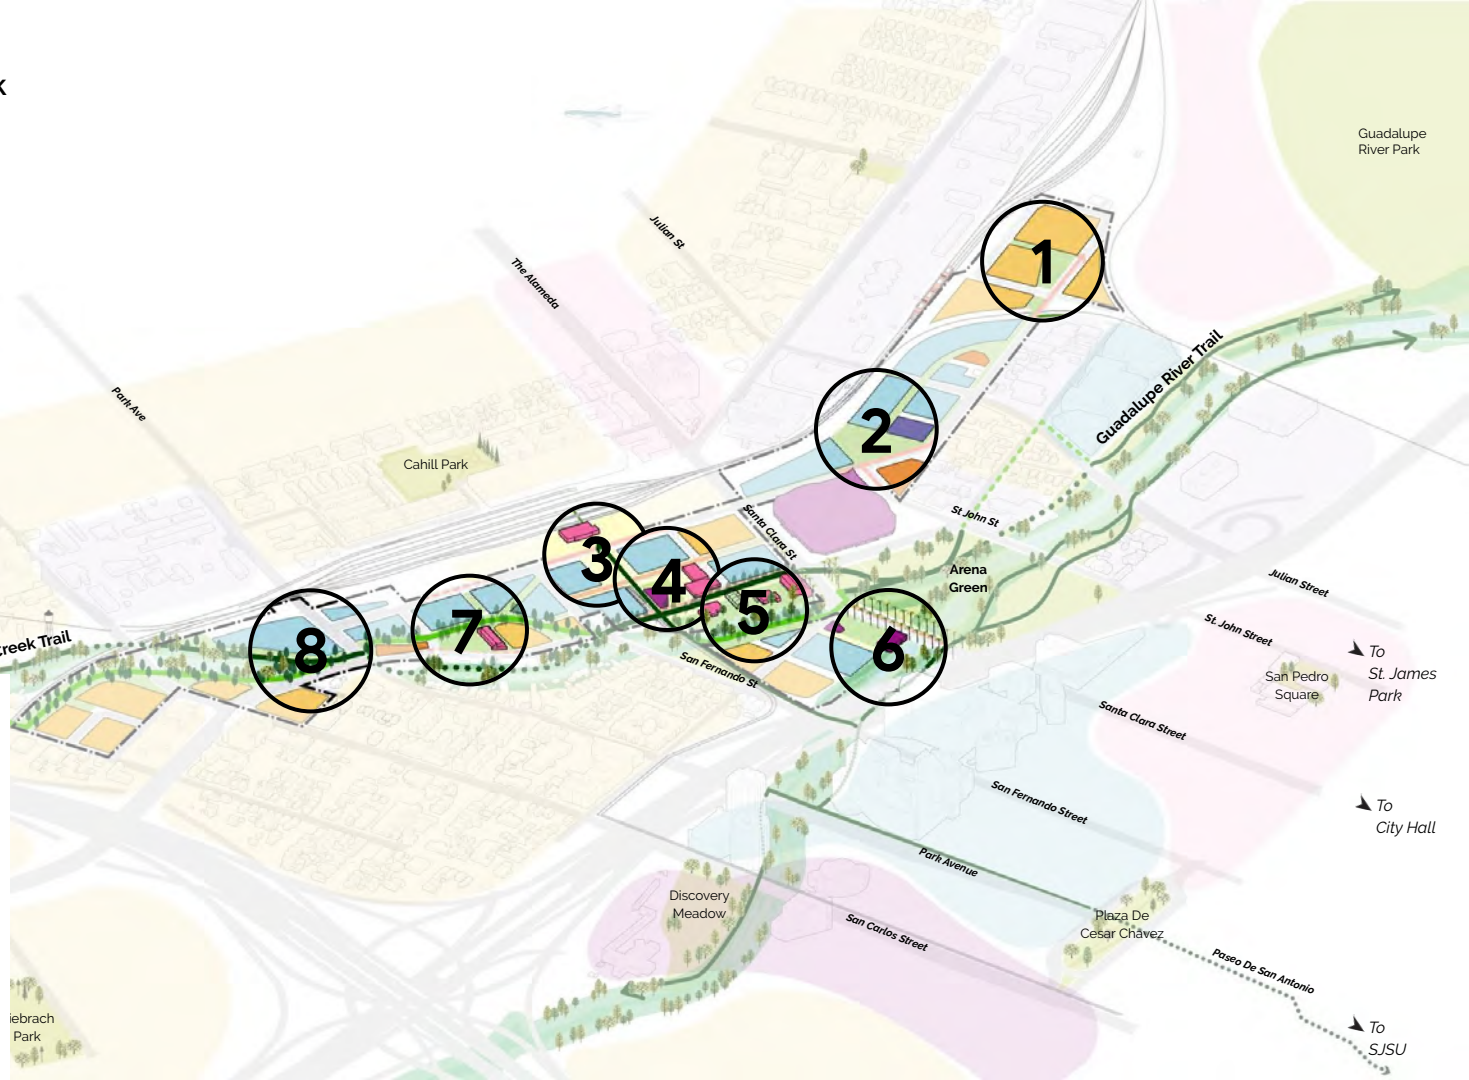 K
Guadalupe
River Park
Julian St
The Alameda
1
Park Ave
Guadalupe River Trail
2
Cahill Park
Santa Clara St
St John St
3
4
Arena
Green
5
Julian Street
6
7
8
Creek Trail
St. John Street
San Fernando St
To
St. James
Park
San Pedro
Square
Santa Clara Street
San Fernando Street
To
City Hall
Park Avenue
Discovery
Meadow
Plaza De
Cesar Chavez
San Carlos Street
Paseo De San Antonio
iebrach
Park
To
SJSU